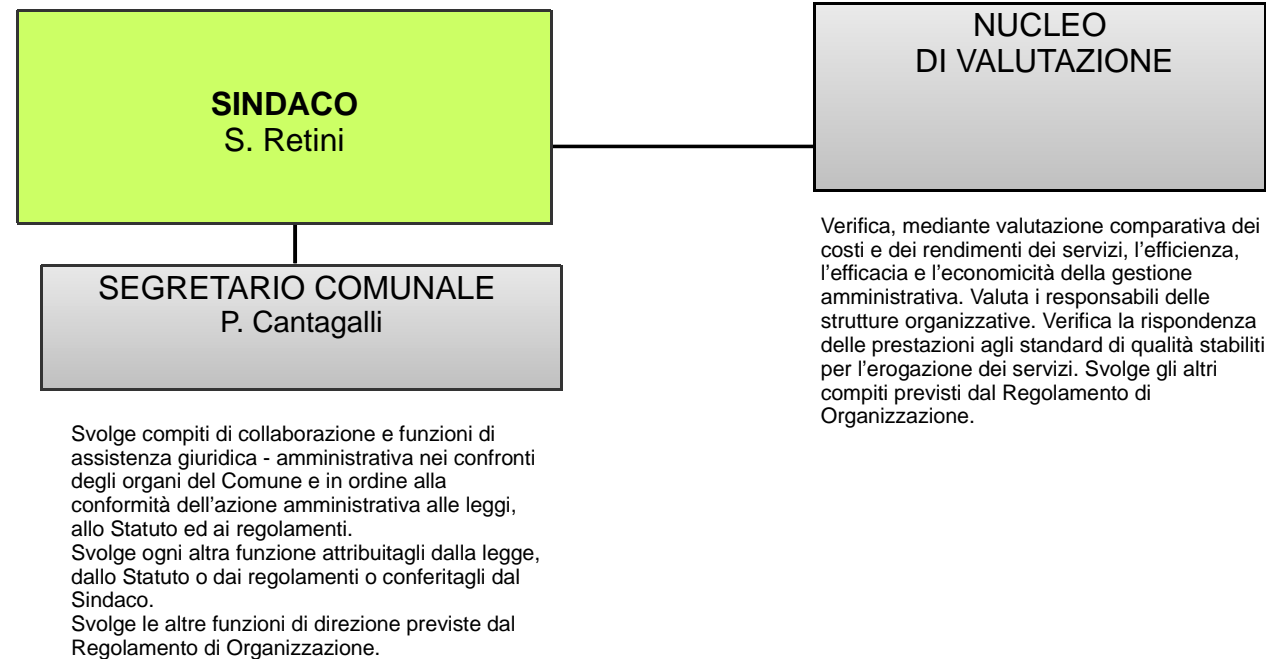 SINDACO
S. Retini
NUCLEO
DI VALUTAZIONE
SEGRETARIO COMUNALE
P. Cantagalli
Verifica, mediante valutazione comparativa dei
costi e dei rendimenti dei servizi, l’efficienza,
l’efficacia e l’economicità della gestione
amministrativa. Valuta i responsabili delle
strutture organizzative. Verifica la rispondenza
delle prestazioni agli standard di qualità stabiliti
per l’erogazione dei servizi. Svolge gli altri
compiti previsti dal Regolamento di
Organizzazione.
Svolge compiti di collaborazione e funzioni di
assistenza giuridica - amministrativa nei confronti
degli organi del Comune e in ordine alla
conformità dell’azione amministrativa alle leggi,
allo Statuto ed ai regolamenti.
Svolge ogni altra funzione attribuitagli dalla legge,
dallo Statuto o dai regolamenti o conferitagli dal
Sindaco.
Svolge le altre funzioni di direzione previste dal
Regolamento di Organizzazione.